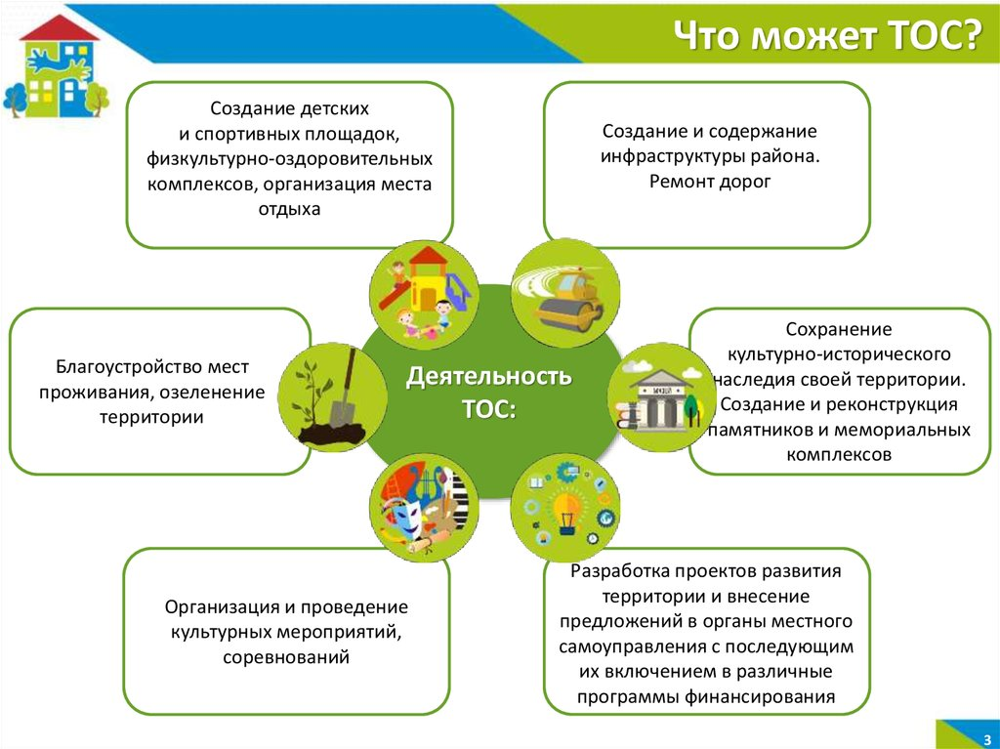 Что может ТОС?
Создание детских
и спортивных площадок,
физкультурно-оздоровительных
комплексов, организация места
отдыха
Создание и содержание
инфраструктуры района.
Ремонт дорог
Благоустройство мест
проживания, озеленение
территории
Деятельность
ТОС:
МУЗЕЙ
Сохранение
культурно-исторического
наследия своей территории.
Создание и реконструкция
памятников и мемориальных
комплексов
Организация и проведение
культурных мероприятий,
соревнований
Разработка проектов развития
территории и внесение
предложений в органы местного
самоуправления с последующим
их включением в различные
программы финансирования
3